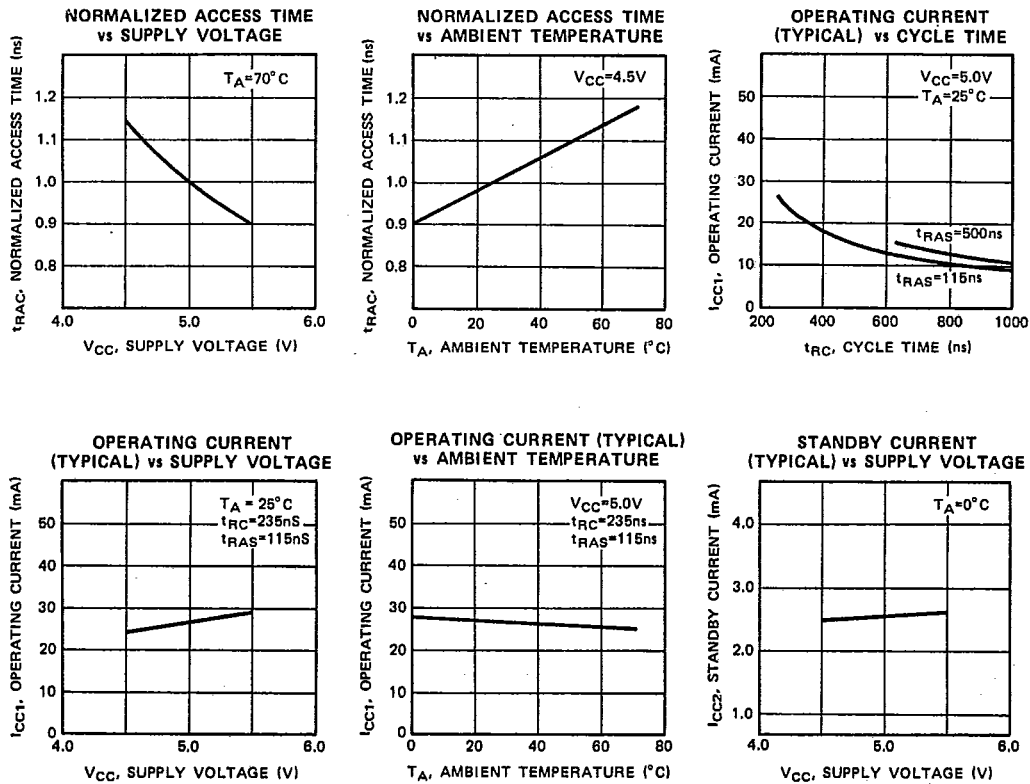 NORMALIZED ACCESS TIME
vs SUPPLY VOLTAGE
tRAC, NORMALIZED ACCESS TIME (ns)
TA=70°C
1.2
1.1
1.0
0.9
0.8
4.0 5.0 6.0
VCC, SUPPLY VOLTAGE (V)
NORMALIZED ACCESS TIME
vs AMBIENT TEMPERATURE
tRAC, NORMALIZED ACCESS TIME (ns)
VCC=4.5V
1.2
1.1
1.0
0.9
0.8
0 20 40 60 80
TA, AMBIENT TEMPERATURE (°C)
OPERATING CURRENT
(TYPICAL) vs CYCLE TIME
ICC1, OPERATING CURRENT (mA)
VCC=5.0V
TA=25°C
50
40
30
20
10
0
tRAS=500ns
tRAS=115ns
200 400 600 800 1000
tRC, CYCLE TIME (ns)
OPERATING CURRENT
(TYPICAL) vs SUPPLY VOLTAGE
ICC1, OPERATING CURRENT (mA)
TA = 25°C
tRC=235nS
tRAS=115nS
50
40
30
20
10
0
4.0 5.0 6.0
VCC, SUPPLY VOLTAGE (V)
OPERATING CURRENT (TYPICAL)
vs AMBIENT TEMPERATURE
ICC1, OPERATING CURRENT (mA)
VCC=5.0V
tRC=235ns
tRAS=115ns
50
40
30
20
10
0
0 20 40 60 80
TA, AMBIENT TEMPERATURE (°C)
STANDBY CURRENT
(TYPICAL) vs SUPPLY VOLTAGE
ICC2, STANDBY CURRENT (mA)
TA=0°C
4.0
3.0
2.0
1.0
4.0 5.0 6.0
VCC, SUPPLY VOLTAGE (V)